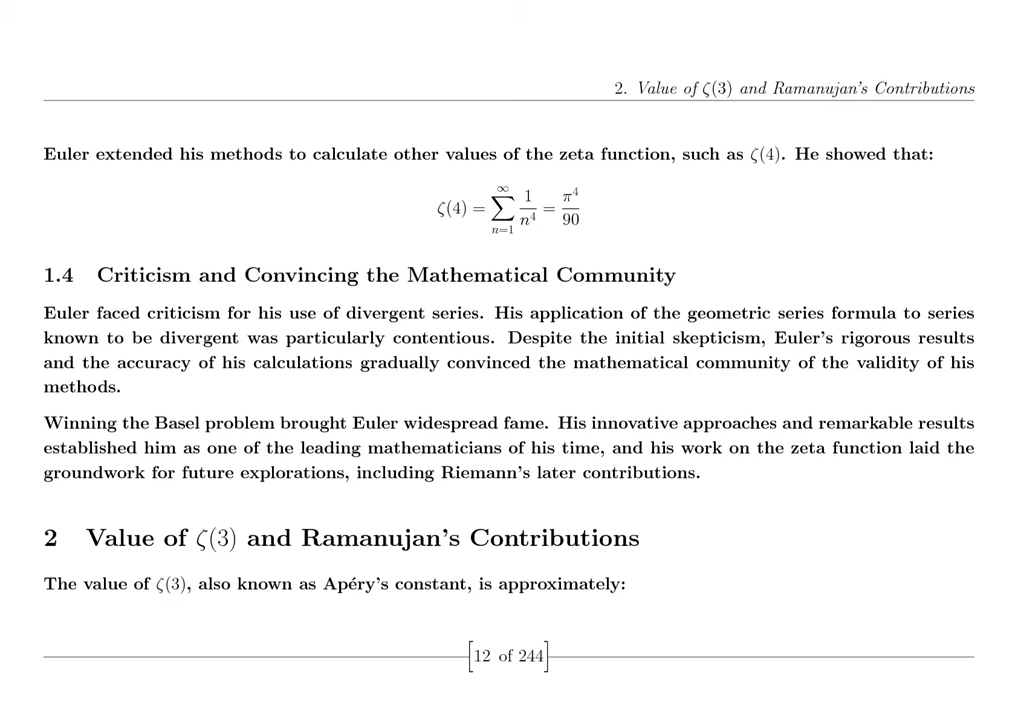 2. Value of ζ(3) and Ramanujan's Contributions
Euler extended his methods to calculate other values of the zeta function, such as ζ(4). He showed that:
ζ(4) = ∑_{n=1}^{∞} 1/n⁴ = π⁴/90
1.4 Criticism and Convincing the Mathematical Community
Euler faced criticism for his use of divergent series. His application of the geometric series formula to series
known to be divergent was particularly contentious. Despite the initial skepticism, Euler's rigorous results
and the accuracy of his calculations gradually convinced the mathematical community of the validity of his
methods.
Winning the Basel problem brought Euler widespread fame. His innovative approaches and remarkable results
established him as one of the leading mathematicians of his time, and his work on the zeta function laid the
groundwork for future explorations, including Riemann's later contributions.
2 Value of ζ(3) and Ramanujan's Contributions
The value of ζ(3), also known as Apéry's constant, is approximately:
[12 of 244]